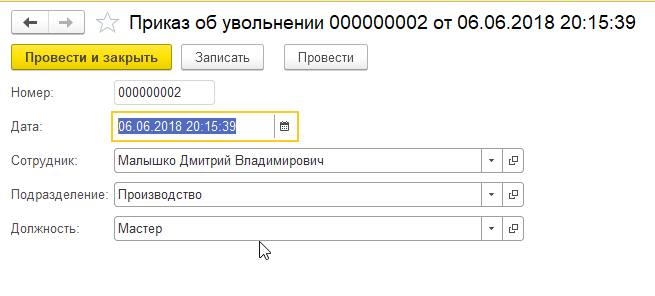 Приказ об увольнении 000000002 от 06.06.2018 20:15:39
Провести и закрыть Записать Провести
Номер: 000000002
Дата: 06.06.2018 20:15:39
Сотрудник: Малышко Дмитрий Владимирович
Подразделение: Производство
Должность: Мастер